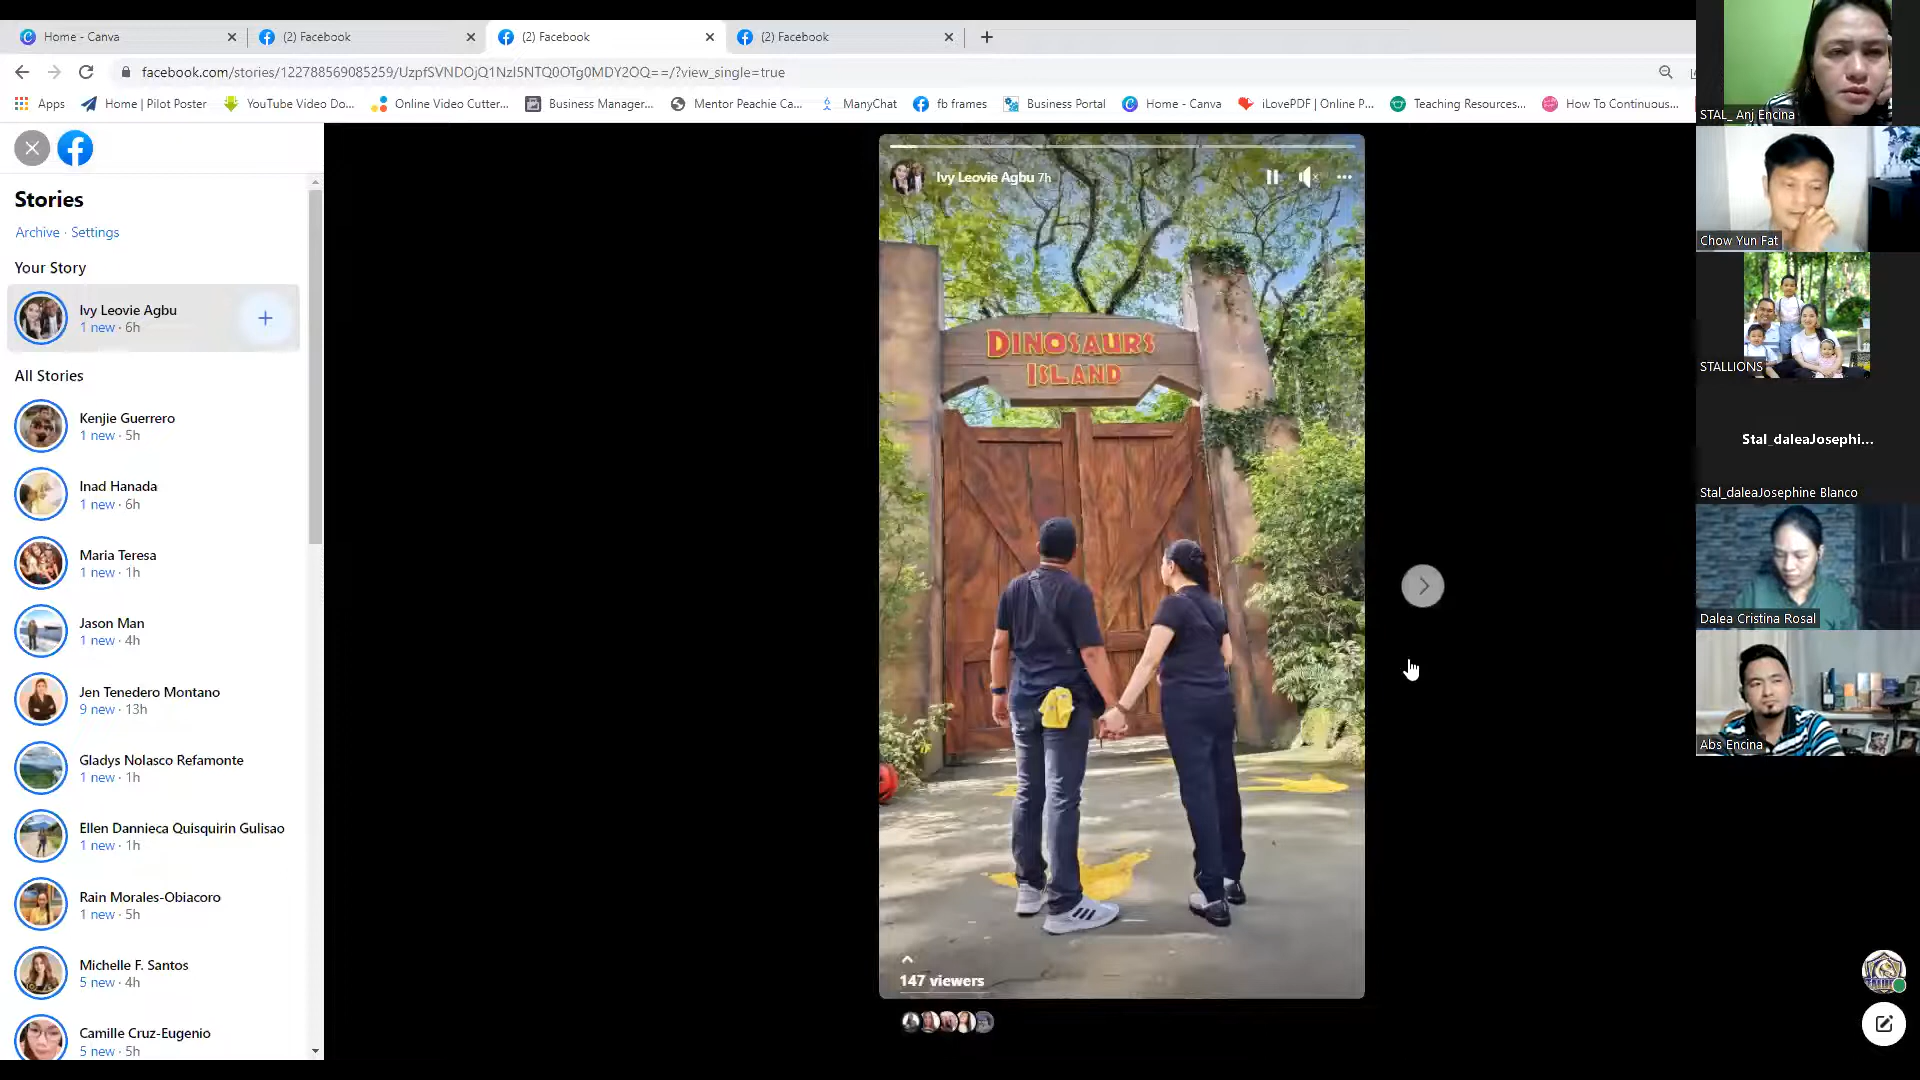 Home - Canva
(2) Facebook
(2) Facebook
(2) Facebook
facebook.com/stories/122788569085259/UzpfSVNDOjQ1NzI5NTQ0OTg0MDY2OQ==/?view_single=true
Apps
Home | Pilot Poster
YouTube Video Do...
Online Video Cutter...
Business Manager...
Mentor Peachie Ca...
ManyChat
fb frames
Business Portal
Home - Canva
iLovePDF | Online P...
Teaching Resources...
How To Continuous...
Stories
Archive · Settings
Your Story
Ivy Leovie Agbu
1 new · 6h
All Stories
Kenjie Guerrero
1 new · 5h
Inad Hanada
1 new · 6h
Maria Teresa
1 new · 1h
Jason Man
1 new · 4h
Jen Tenedero Montano
9 new · 13h
Gladys Nolasco Refamonte
1 new · 1h
Ellen Dannieca Quisquirin Gulisao
1 new · 1h
Rain Morales-Obiacoro
1 new · 5h
Michelle F. Santos
5 new · 4h
Camille Cruz-Eugenio
5 new · 5h
Ivy Leovie Agbu 7h
DINOSAURS
ISLAND
147 viewers
STAL_ Anj Encina
Chow Yun Fat
STALLIONS
Stal_daleaJosephi...
Stal_daleaJosephine Blanco
Dalea Cristina Rosal
Abs Encina